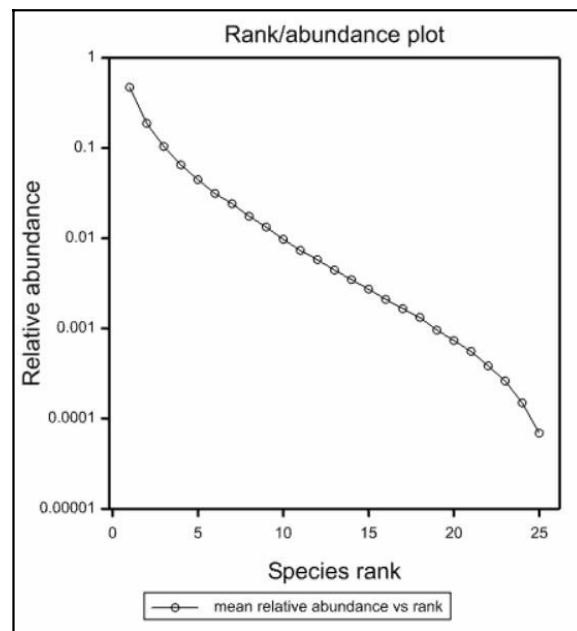 Rank/abundance plot
1
0.1
0.01
0.001
0.0001
0.00001
Relative abundance
0 5 10 15 20 25
Species rank
mean relative abundance vs rank